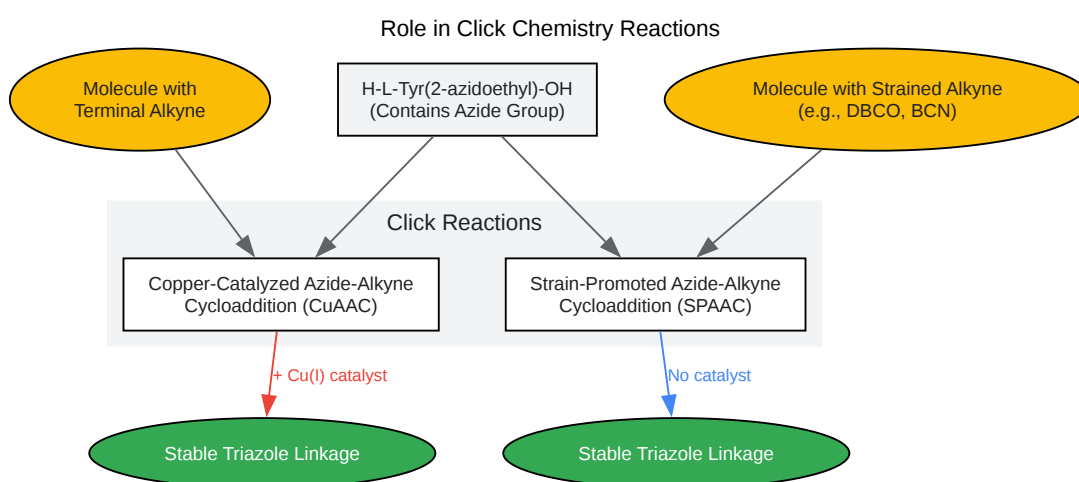 Role in Click Chemistry Reactions
Molecule with
Terminal Alkyne
H-L-Tyr(2-azidoethyl)-OH
(Contains Azide Group)
Molecule with Strained Alkyne
(e.g., DBCO, BCN)
Click Reactions
Copper-Catalyzed Azide-Alkyne
Cycloaddition (CuAAC)
Strain-Promoted Azide-Alkyne
Cycloaddition (SPAAC)
+ Cu(I) catalyst
No catalyst
Stable Triazole Linkage
Stable Triazole Linkage